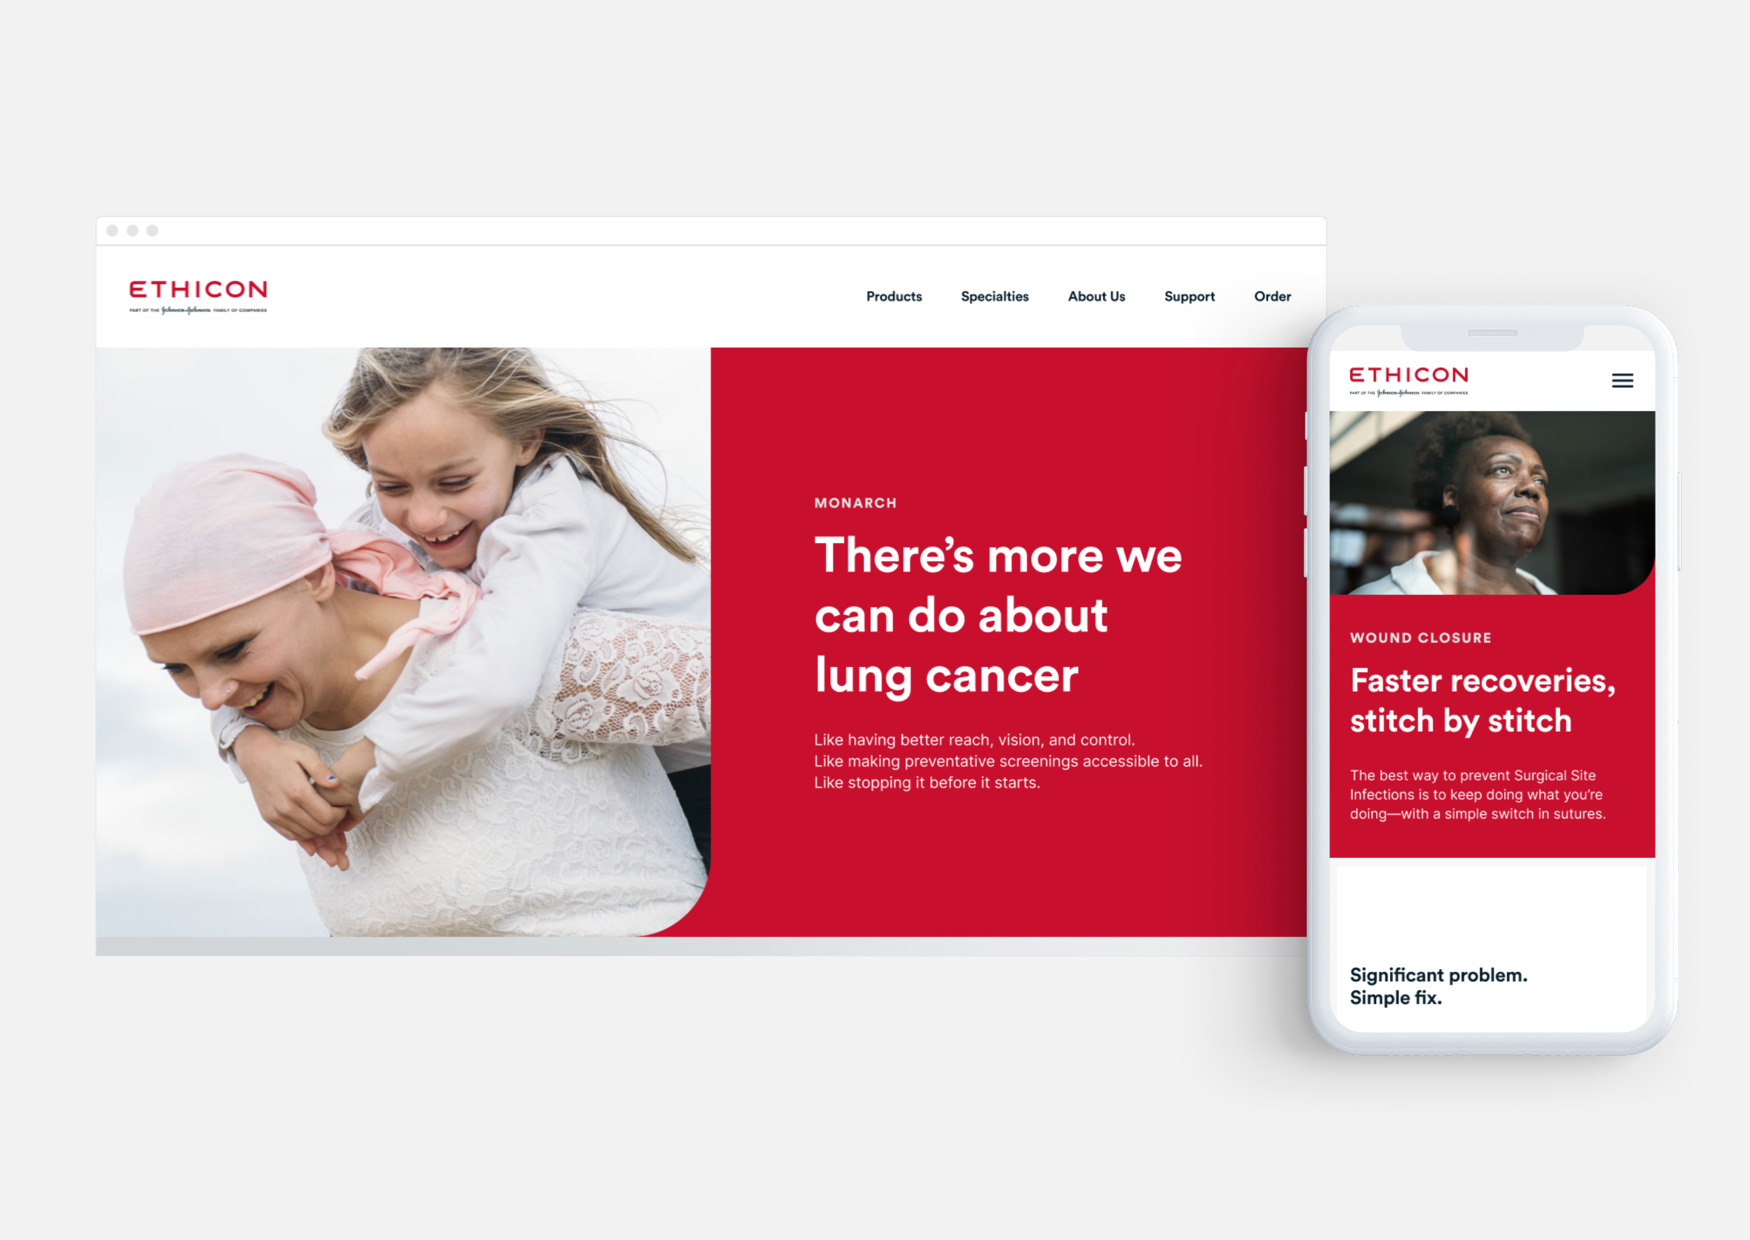 ETHICON
PART OF THE Johnson & Johnson FAMILY OF COMPANIES
Products
Specialties
About Us
Support
Order
MONARCH
There’s more we
can do about
lung cancer
Like having better reach, vision, and control.
Like making preventative screenings accessible to all.
Like stopping it before it starts.
ETHICON
PART OF THE Johnson & Johnson FAMILY OF COMPANIES
WOUND CLOSURE
Faster recoveries,
stitch by stitch
The best way to prevent Surgical Site
Infections is to keep doing what you’re
doing—with a simple switch in sutures.
Significant problem.
Simple fix.